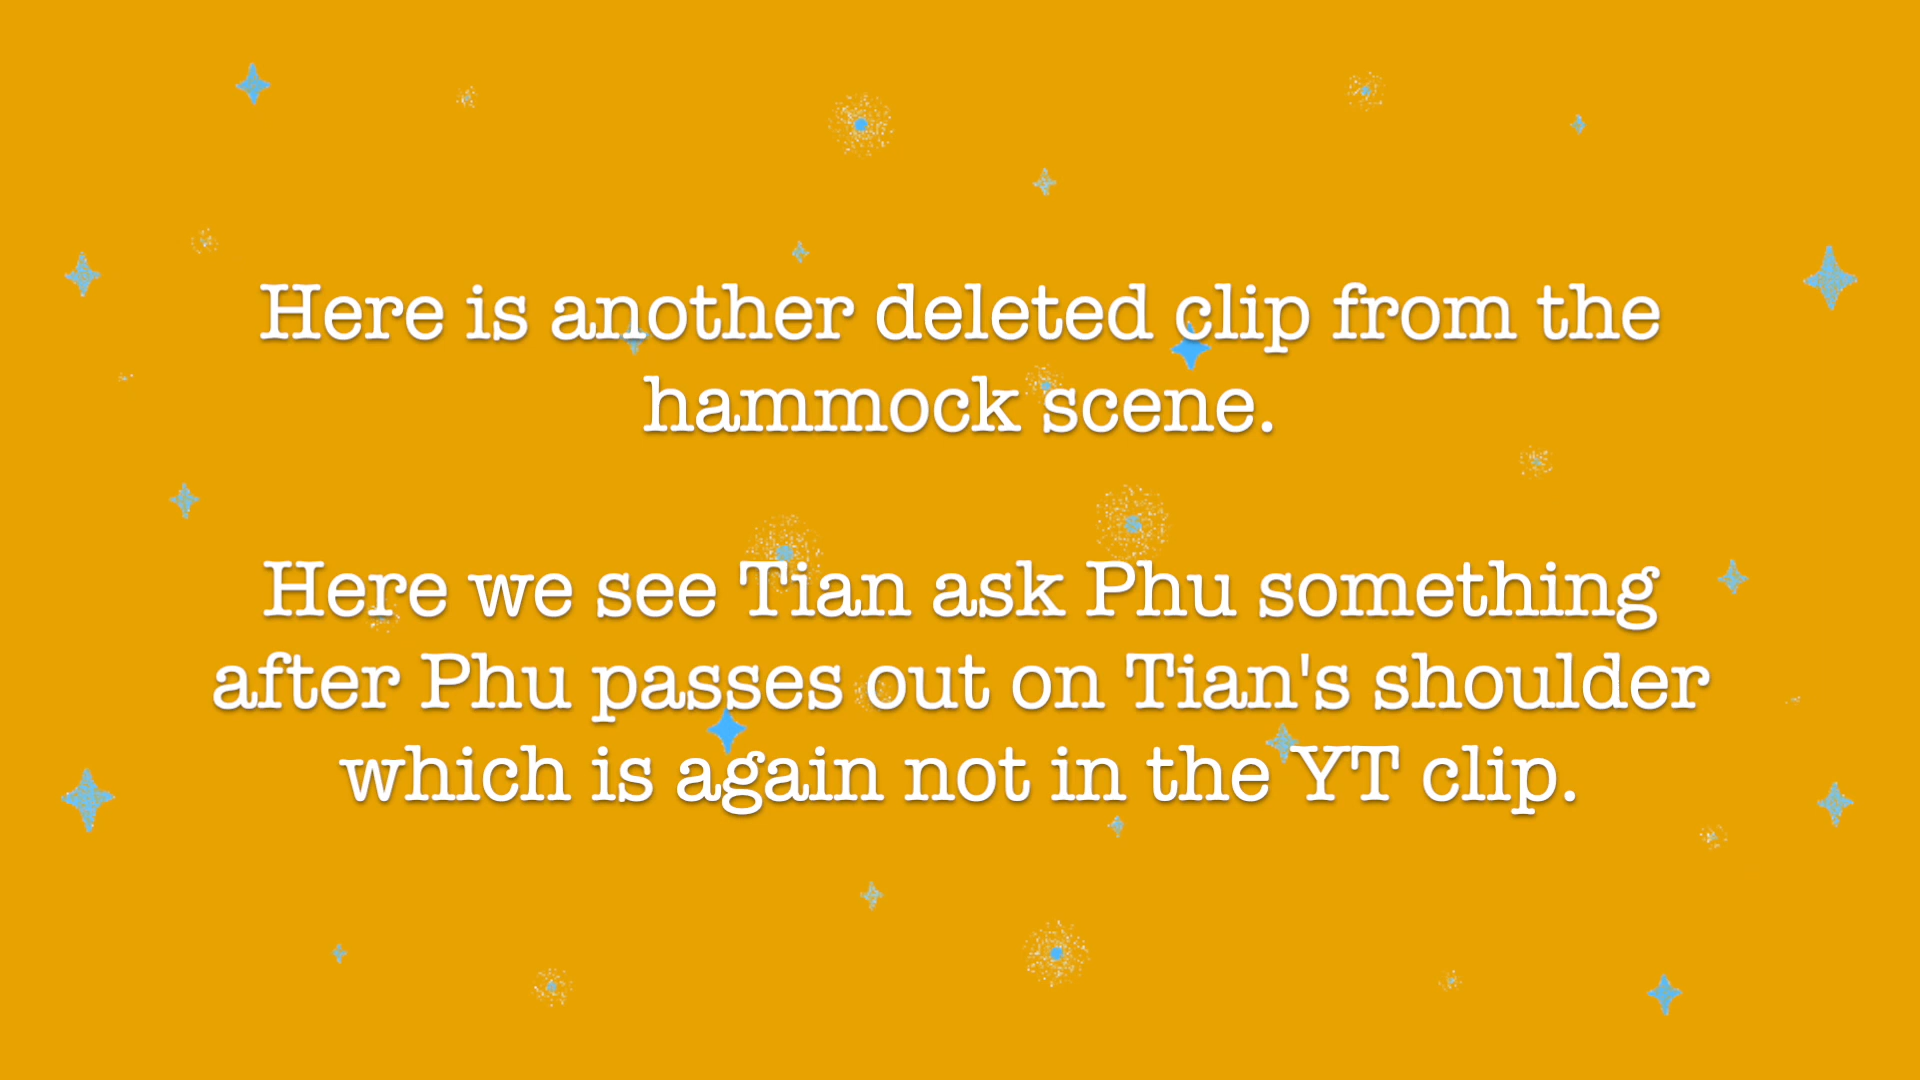 Here is another deleted clip from the
hammock scene.
Here we see Tian ask Phu something
after Phu passes out on Tian's shoulder
which is again not in the YT clip.